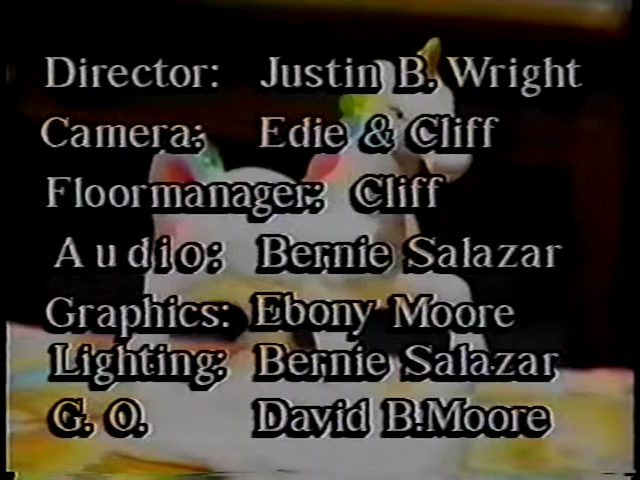 Director: Justin B. Wright
Camera: Edie & Cliff
Floormanager: Cliff
Audio: Bernie Salazar
Graphics: Ebony Moore
Lighting: Bernie Salazar
G. O. David B.Moore